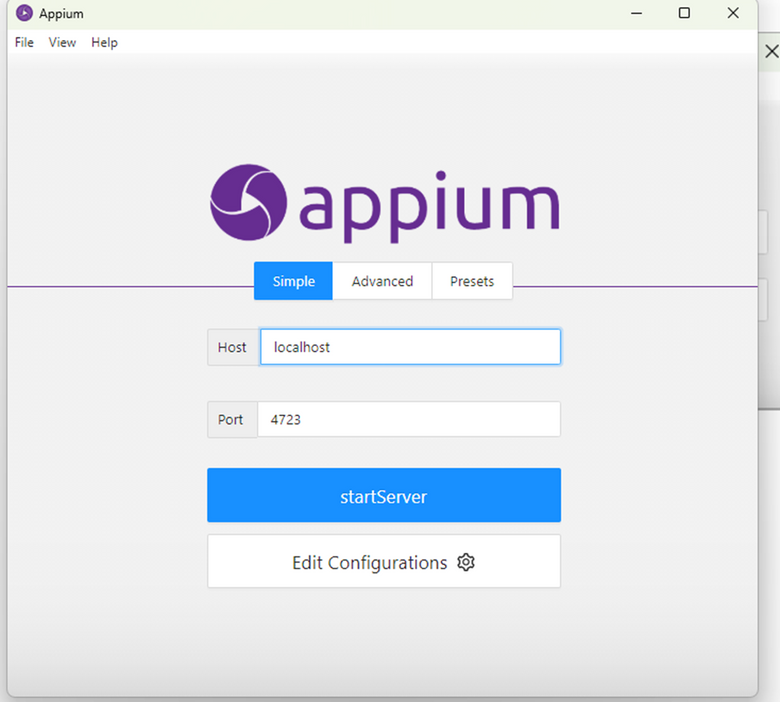 Appium
File View Help
appium
Simple Advanced Presets
Host localhost
Port 4723
startServer
Edit Configurations